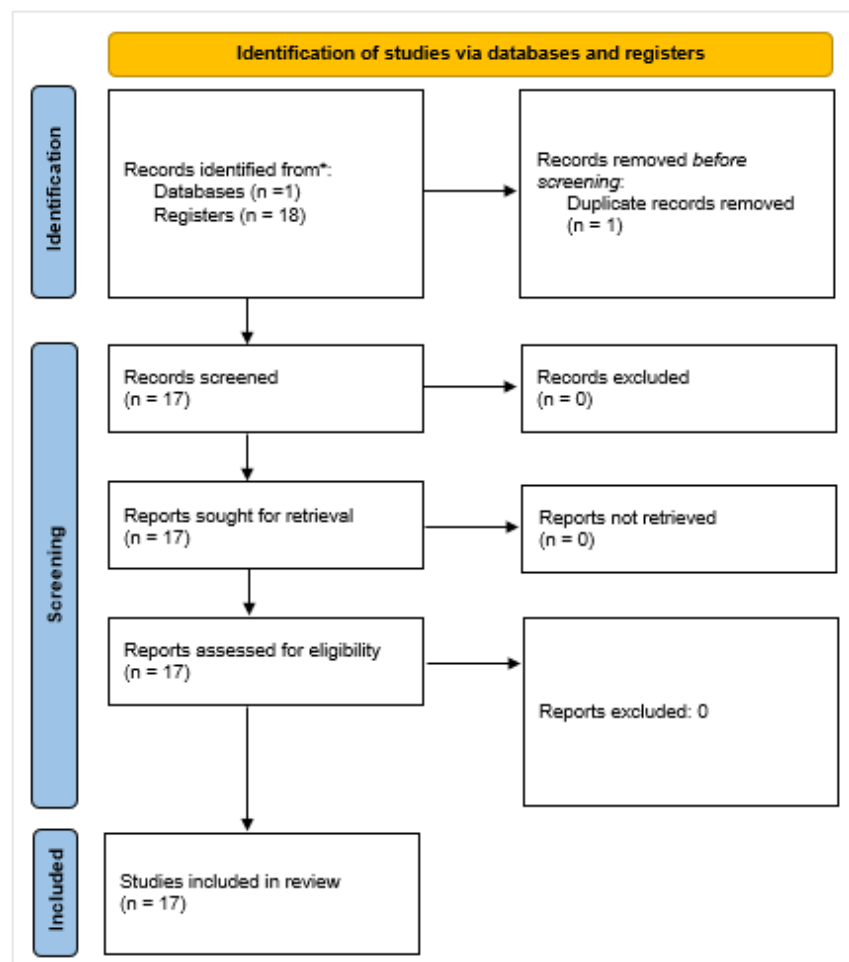 Identification of studies via databases and registers
Identification
Records identified from*:
Databases (n =1)
Registers (n = 18)
Records removed before
screening:
Duplicate records removed
(n = 1)
Screening
Records screened
(n = 17)
Records excluded
(n = 0)
Reports sought for retrieval
(n = 17)
Reports not retrieved
(n = 0)
Reports assessed for eligibility
(n = 17)
Reports excluded: 0
Included
Studies included in review
(n = 17)